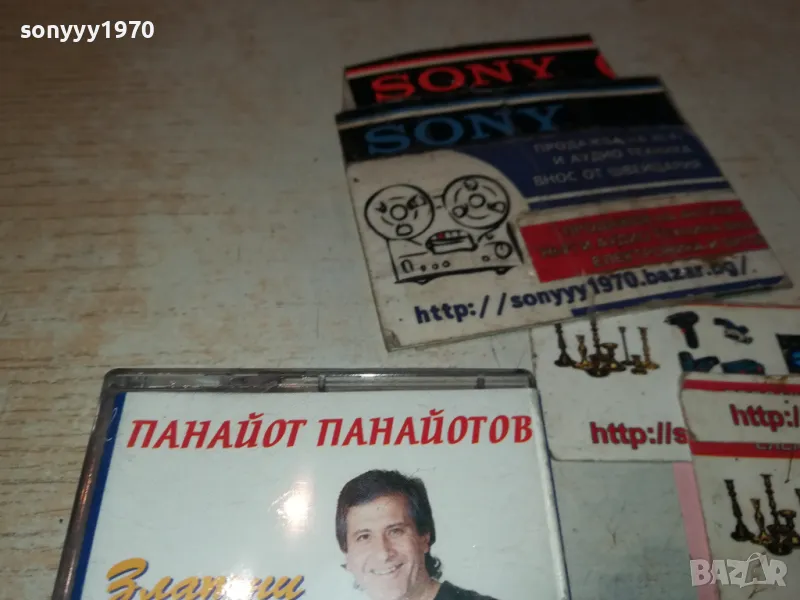 sonyyy1970
SONY
SONY
ПРОДАЖБА НА
И АУДИО ТЕХНИКА
ВНОС ОТ ШВЕЙЦАРИЯ
http://sonyyy1970.bazar.bg/
http://s
http:/
ПАНАЙОТ ПАНАЙОТОВ
Златни
BAZAR